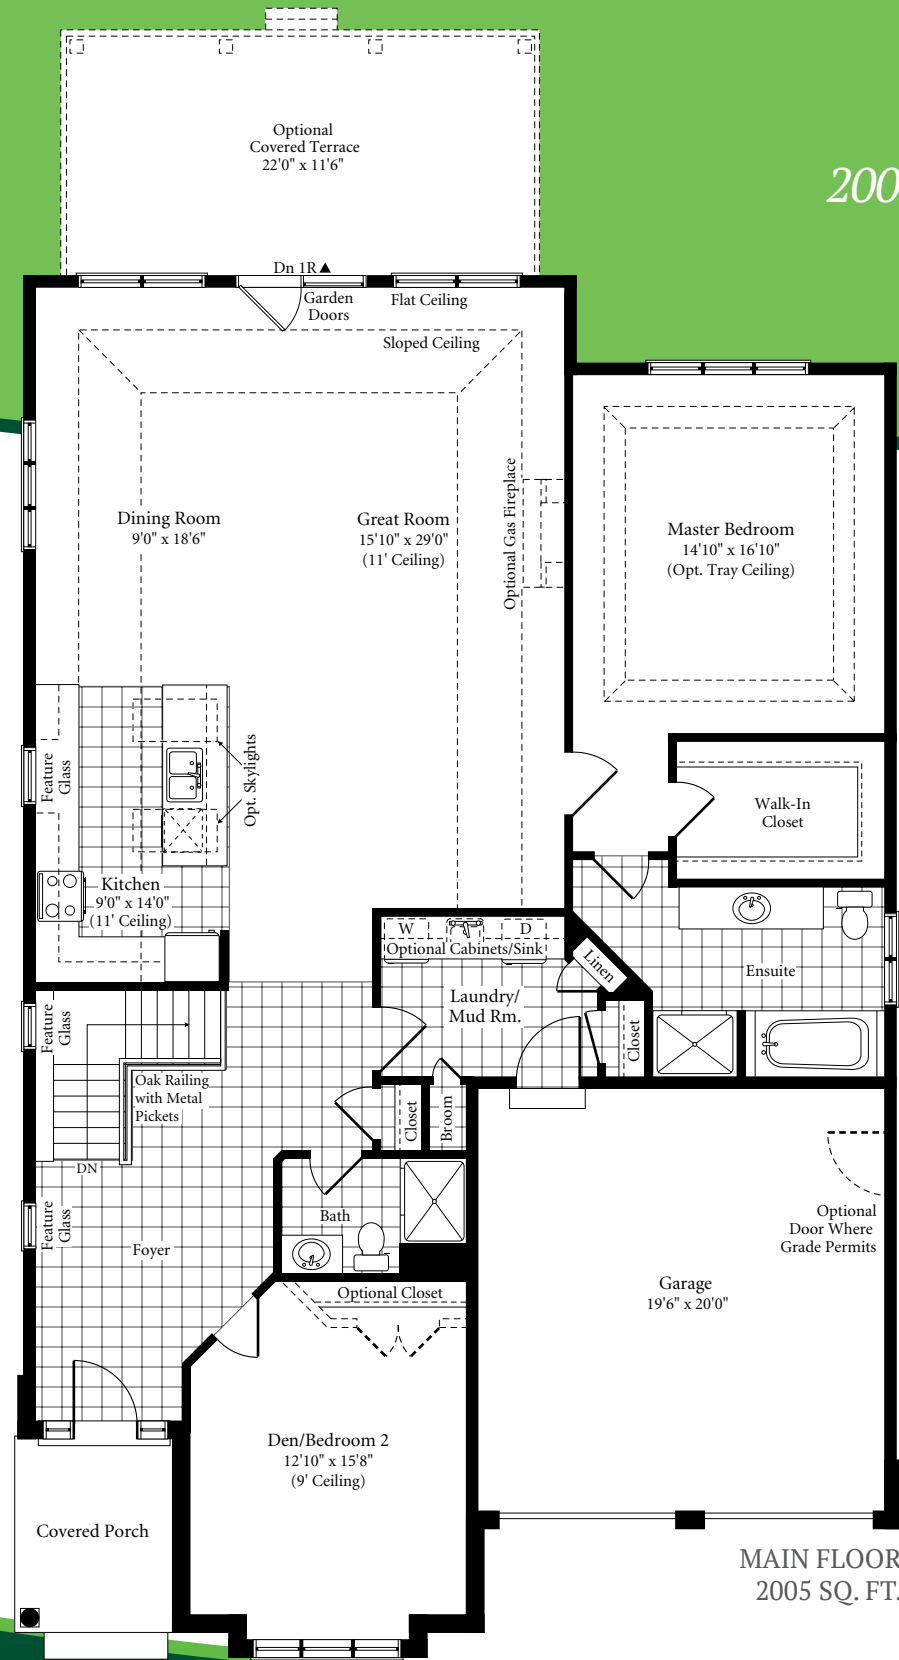 Optional
Covered Terrace
22'0" x 11'6"
200
Dn 1R▲
Garden
Doors
Flat Ceiling
Sloped Ceiling
Dining Room
9'0" x 18'6"
Great Room
15'10" x 29'0"
(11' Ceiling)
Optional Gas Fireplace
Master Bedroom
14'10" x 16'10"
(Opt. Tray Ceiling)
Feature
Glass
Opt. Skylights
Walk-In
Closet
Kitchen
9'0" x 14'0"
(11' Ceiling)
W
D
Optional Cabinets/Sink
Linen
Ensuite
Laundry/
Mud Rm.
Closet
Feature
Glass
Oak Railing
with Metal
Pickets
Closet
Broom
DN
Feature
Glass
Bath
Foyer
Optional
Door Where
Grade Permits
Optional Closet
Garage
19'6" x 20'0"
Den/Bedroom 2
12'10" x 15'8"
(9' Ceiling)
Covered Porch
MAIN FLOOR
2005 SQ. FT.